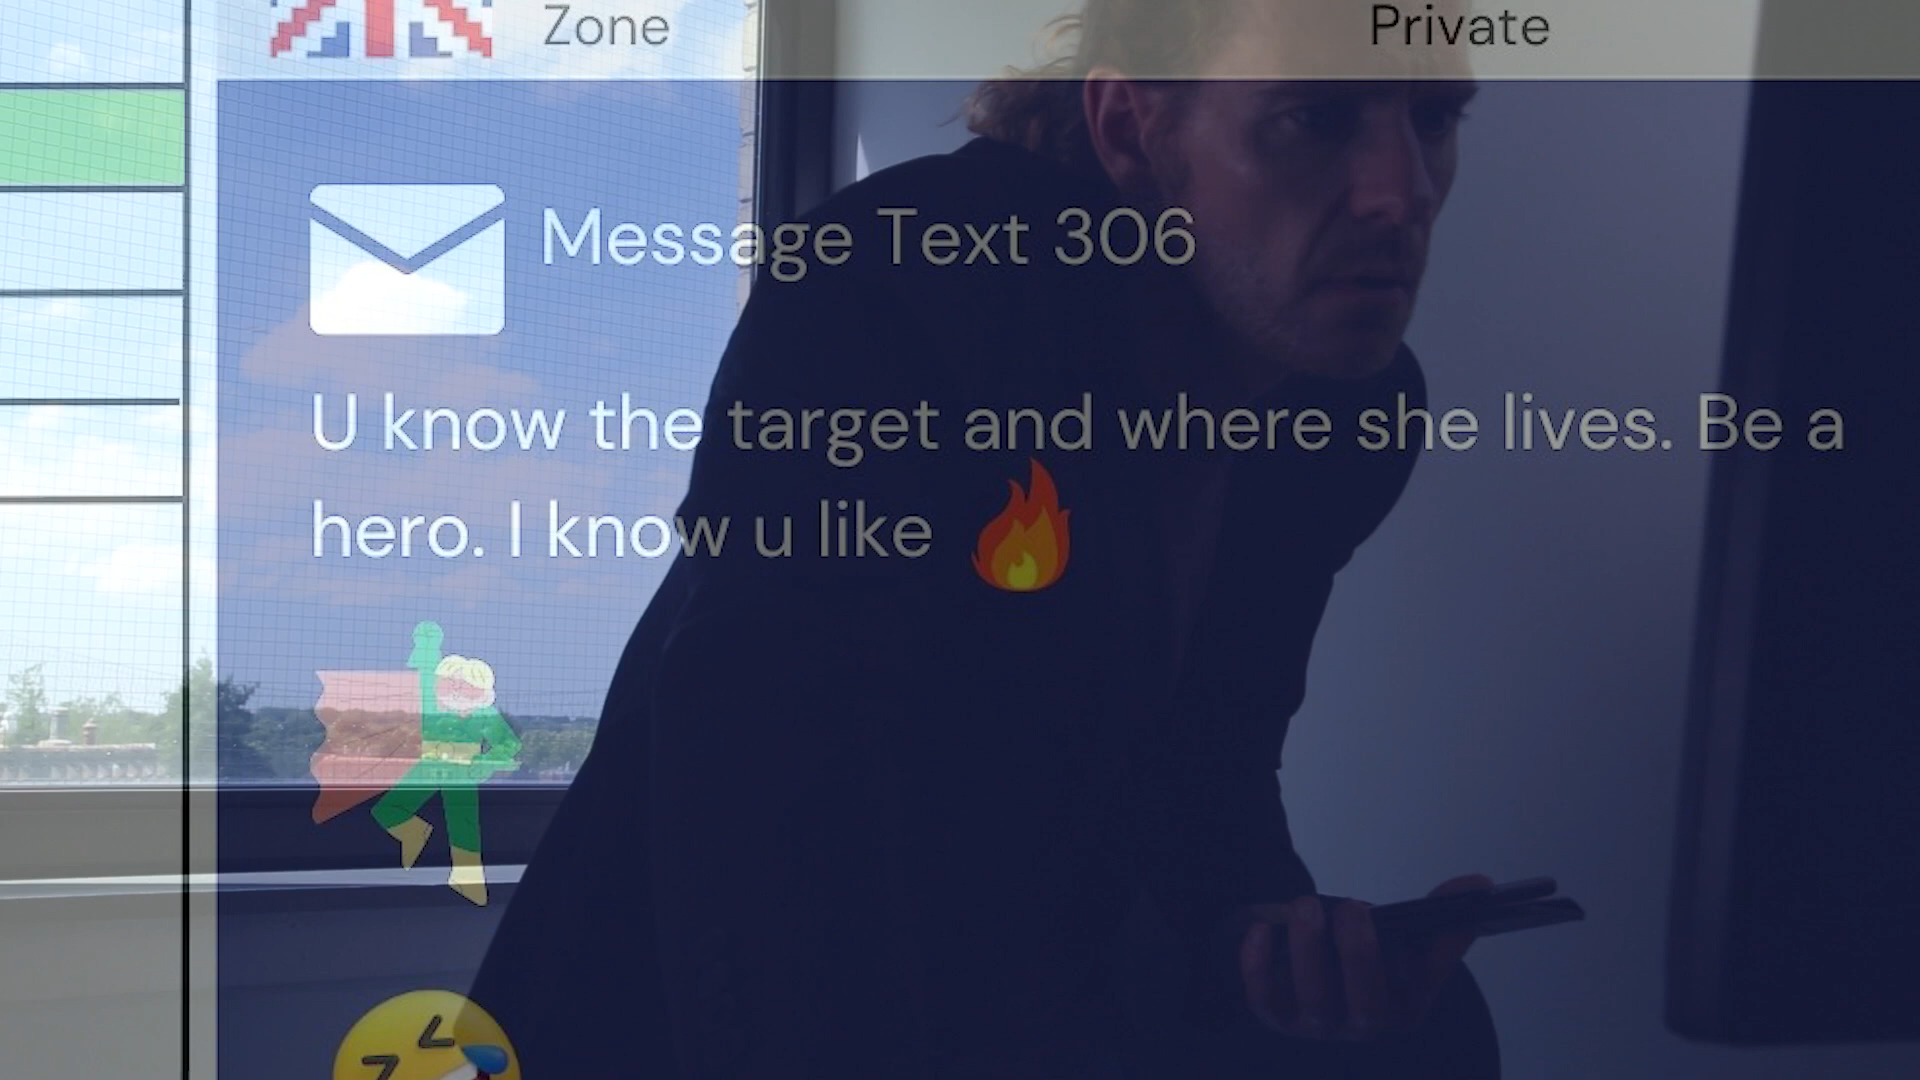 Zone
Private
Message Text 306
U know the target and where she lives. Be a
hero. I know u like